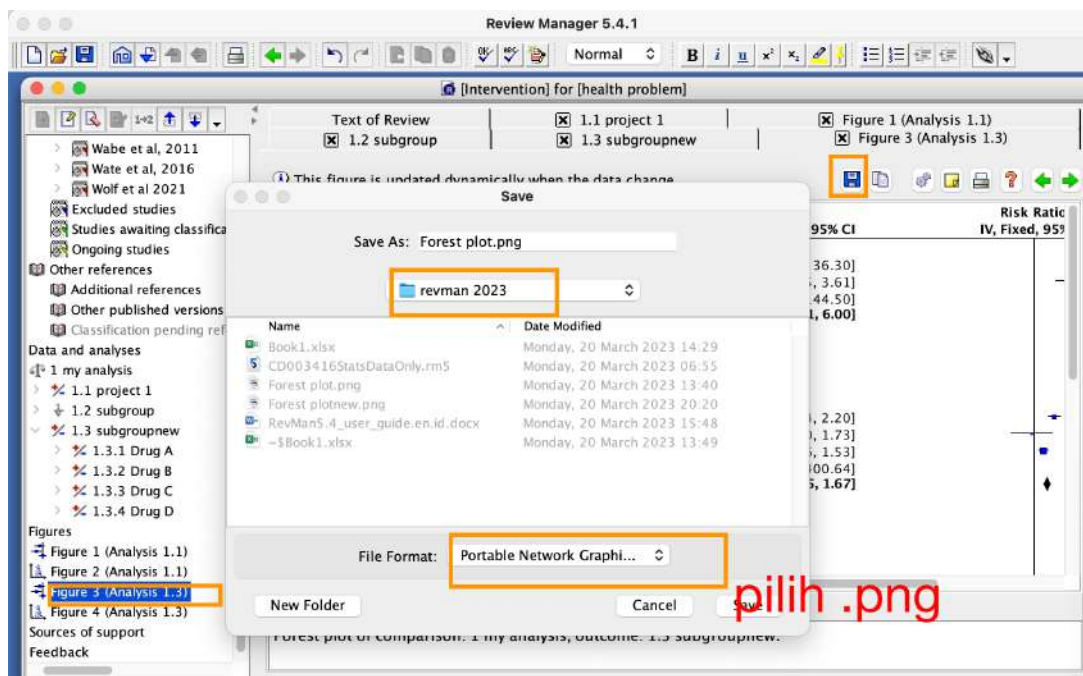 Review Manager 5.4.1
Normal
B i u x² x₂
[Intervention] for [health problem]
Text of Review
1.1 project 1
Figure 1 (Analysis 1.1)
1.2 subgroup
1.3 subgroupnew
Figure 3 (Analysis 1.3)
This figure is updated dynamically when the data change.
Wabe et al, 2011
Wate et al, 2016
Wolf et al 2021
Excluded studies
Studies awaiting classifica
Ongoing studies
Other references
Additional references
Other published versions
Classification pending ref
Data and analyses
1 my analysis
1.1 project 1
1.2 subgroup
1.3 subgroupnew
1.3.1 Drug A
1.3.2 Drug B
1.3.3 Drug C
1.3.4 Drug D
Figures
Figure 1 (Analysis 1.1)
Figure 2 (Analysis 1.1)
Figure 3 (Analysis 1.3)
Figure 4 (Analysis 1.3)
Sources of support
Feedback
Save
Save As: Forest plot.png
revman 2023
Name Date Modified
Book1.xlsx Monday, 20 March 2023 14:29
CD003416StatsDataOnly.rm5 Monday, 20 March 2023 06:55
Forest plot.png Monday, 20 March 2023 13:40
Forest plotnew.png Monday, 20 March 2023 20:20
RevMan5.4_user_guide.en.id.docx Monday, 20 March 2023 15:48
~$Book1.xlsx Monday, 20 March 2023 13:49
File Format: Portable Network Graphi...
New Folder
Cancel
Save
pilih .png
Risk Ratio
95% CI IV, Fixed, 95%
36.30]
, 3.61]
44.50]
, 6.00]
, 2.20]
, 1.73]
, 1.53]
00.64]
, 1.67]
Forest plot of comparison: 1 my analysis, outcome: 1.3 subgroupnew.